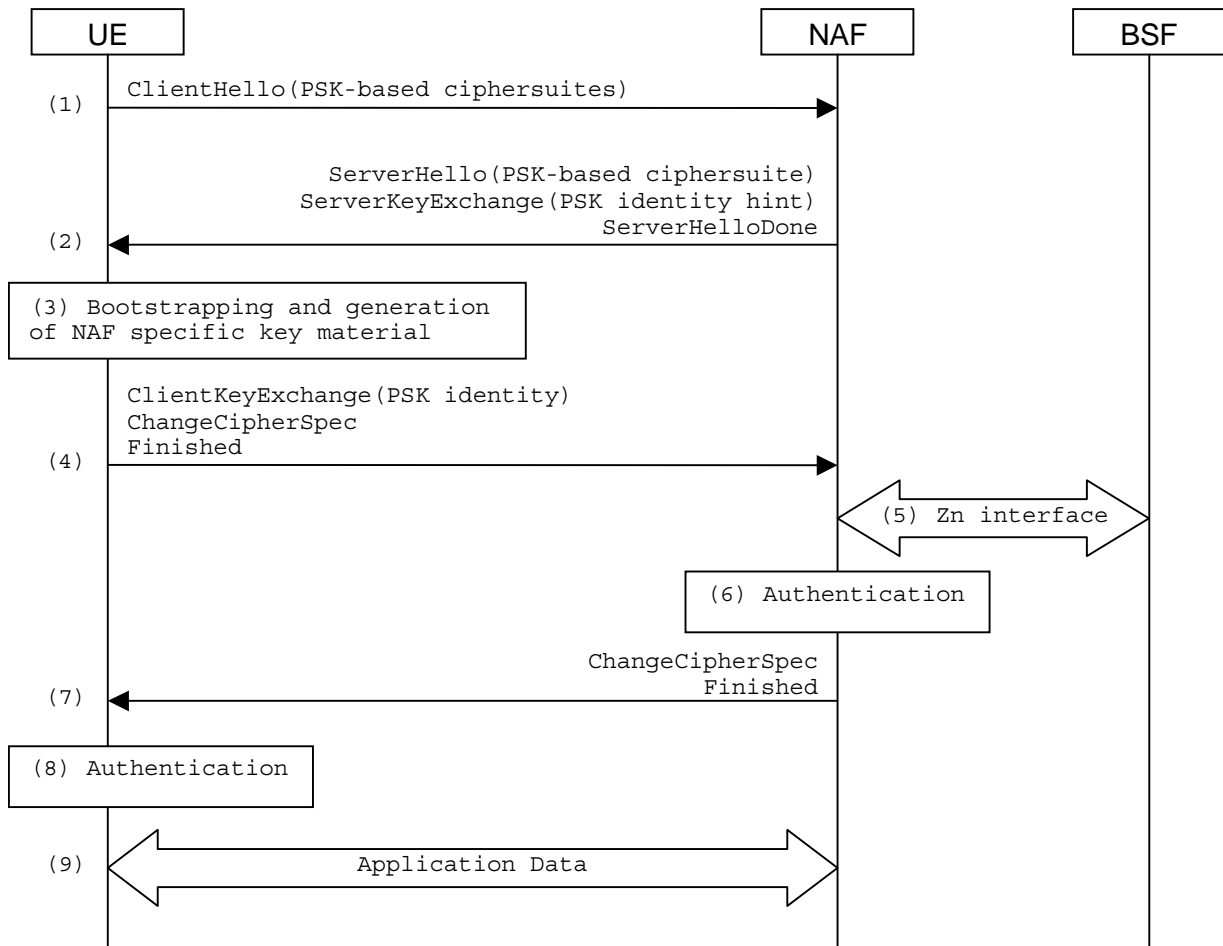 UE
NAF
BSF
ClientHello(PSK-based ciphersuites)
(1)
ServerHello(PSK-based ciphersuite)
ServerKeyExchange(PSK identity hint)
ServerHelloDone
(2)
(3) Bootstrapping and generation
of NAF specific key material
ClientKeyExchange(PSK identity)
ChangeCipherSpec
Finished
(4)
(5) Zn interface
(6) Authentication
ChangeCipherSpec
Finished
(7)
(8) Authentication
(9)
Application Data